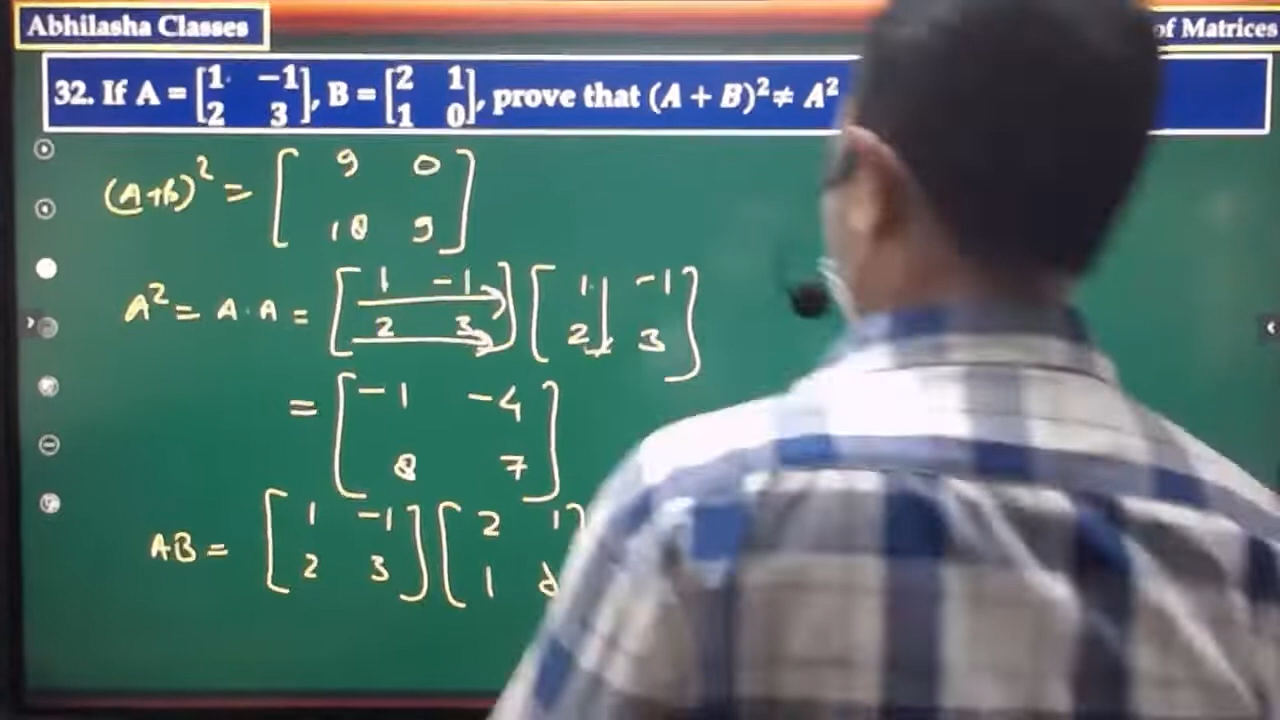 Abhilasha Classes
of Matrices
32. If A = [1 -1 2 3], B = [2 1 1 0], prove that (A + B)² ≠ A²
(A+B)² = [9 0 18 9]
A² = A·A = [1 -1 2 3] [1 -1 2 3]
= [-1 -4 8 7]
AB = [1 -1 2 3] [2 1 1 0